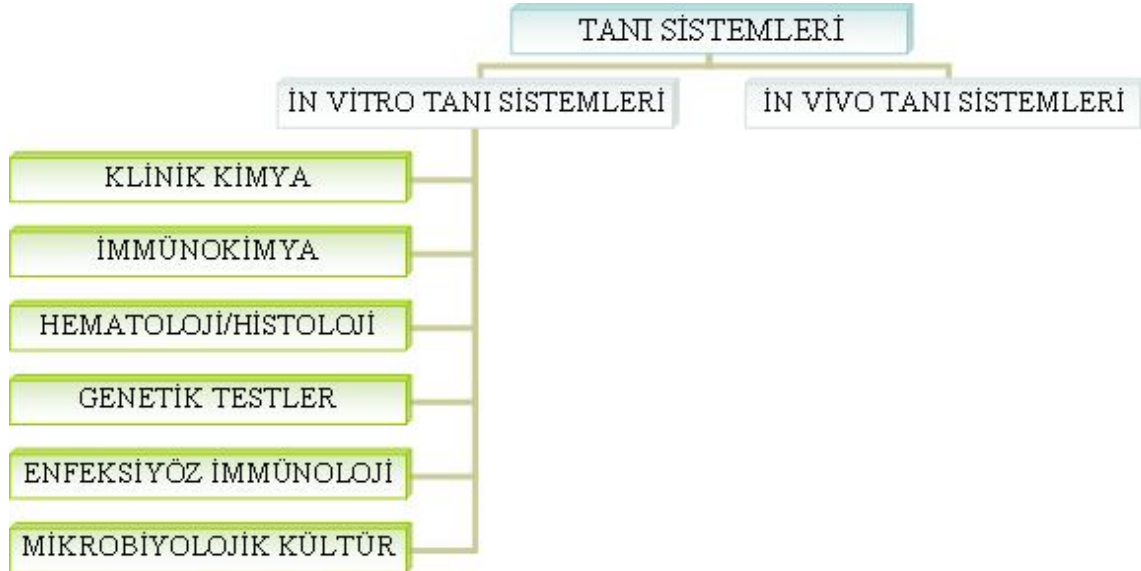 TANI SİSTEMLERİ
İN VİTRO TANI SİSTEMLERİ
İN VİVO TANI SİSTEMLERİ
KLİNİK KİMYA
İMMÜNOKİMYA
HEMATOLOJİ/HİSTOLOJİ
GENETİK TESTLER
ENFEKSİYÖZ İMMÜNOLOJİ
MİKROBİYOLOJİK KÜLTÜR